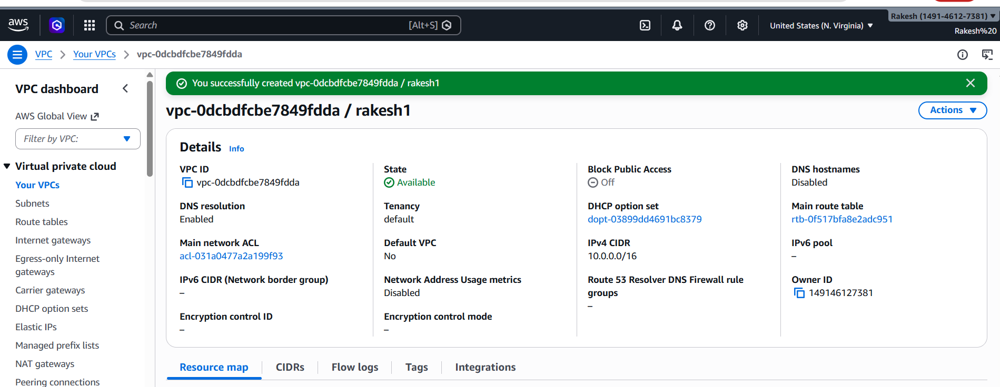 aws
Search [Alt+S]
United States (N. Virginia)
Rakesh (1491-4612-7381)
Rakesh%20
VPC
Your VPCs
vpc-0dcbdfcbe7849fdda
VPC dashboard
AWS Global View
Filter by VPC:
Virtual private cloud
Your VPCs
Subnets
Route tables
Internet gateways
Egress-only Internet
gateways
Carrier gateways
DHCP option sets
Elastic IPs
Managed prefix lists
NAT gateways
Peering connections
You successfully created vpc-0dcbdfcbe7849fdda / rakesh1
vpc-0dcbdfcbe7849fdda / rakesh1
Actions
Details Info
VPC ID
vpc-0dcbdfcbe7849fdda
State
Available
Block Public Access
Off
DNS hostnames
Disabled
DNS resolution
Enabled
Tenancy
default
DHCP option set
dopt-03899dd4691bc8379
Main route table
rtb-0f517bfa8e2adc951
Main network ACL
acl-031a0477a2a199f93
Default VPC
No
IPv4 CIDR
10.0.0.0/16
IPv6 pool
–
IPv6 CIDR (Network border group)
–
Network Address Usage metrics
Disabled
Route 53 Resolver DNS Firewall rule
groups
–
Owner ID
149146127381
Encryption control ID
–
Encryption control mode
–
Resource map
CIDRs
Flow logs
Tags
Integrations